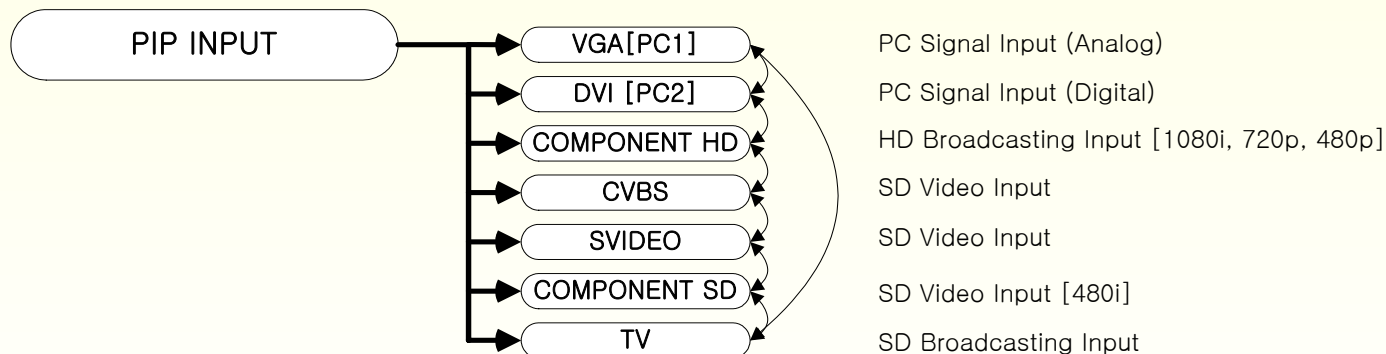 PIP INPUT
VGA[PC1] PC Signal Input (Analog)
DVI [PC2] PC Signal Input (Digital)
COMPONENT HD HD Broadcasting Input [1080i, 720p, 480p]
CVBS SD Video Input
SVIDEO SD Video Input
COMPONENT SD SD Video Input [480i]
TV SD Broadcasting Input